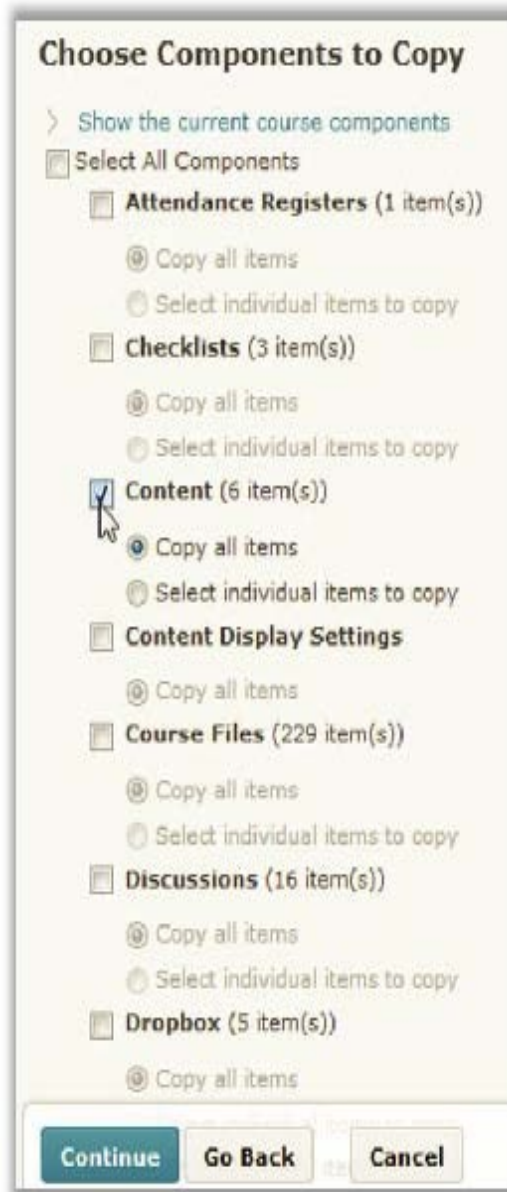 Choose Components to Copy
Show the current course components
Select All Components
Attendance Registers (1 item(s))
Copy all items
Select individual items to copy
Checklists (3 item(s))
Copy all items
Select individual items to copy
Content (6 item(s))
Copy all items
Select individual items to copy
Content Display Settings
Copy all items
Course Files (229 item(s))
Copy all items
Select individual items to copy
Discussions (16 item(s))
Copy all items
Select individual items to copy
Dropbox (5 item(s))
Copy all items
Continue Go Back Cancel